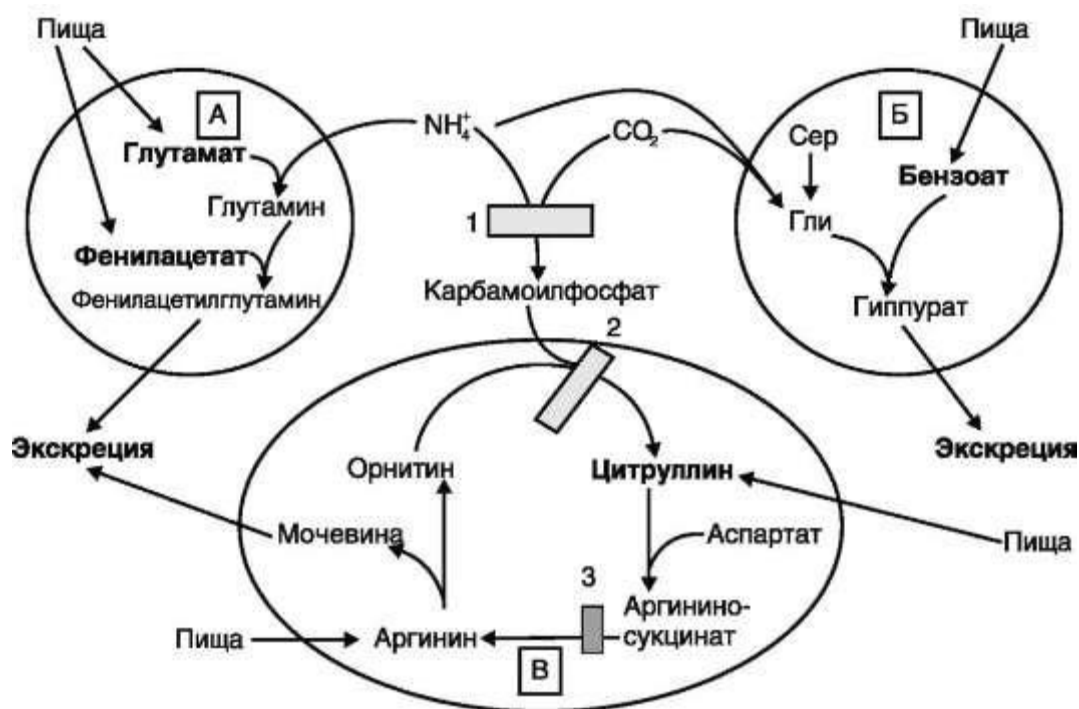 Пища
Пища
А
NH₄⁺
CO₂
Сер
Б
Глутамат
Бензоат
Глутамин
1
Гли
Фенилацетат
Фенилацетилглутамин
Карбамоилфосфат
Гиппурат
2
Экскреция
Экскреция
Орнитин
Цитруллин
Мочевина
Аспартат
Пища
3
Аргинино-
сукцинат
Пища
Аргинин
В